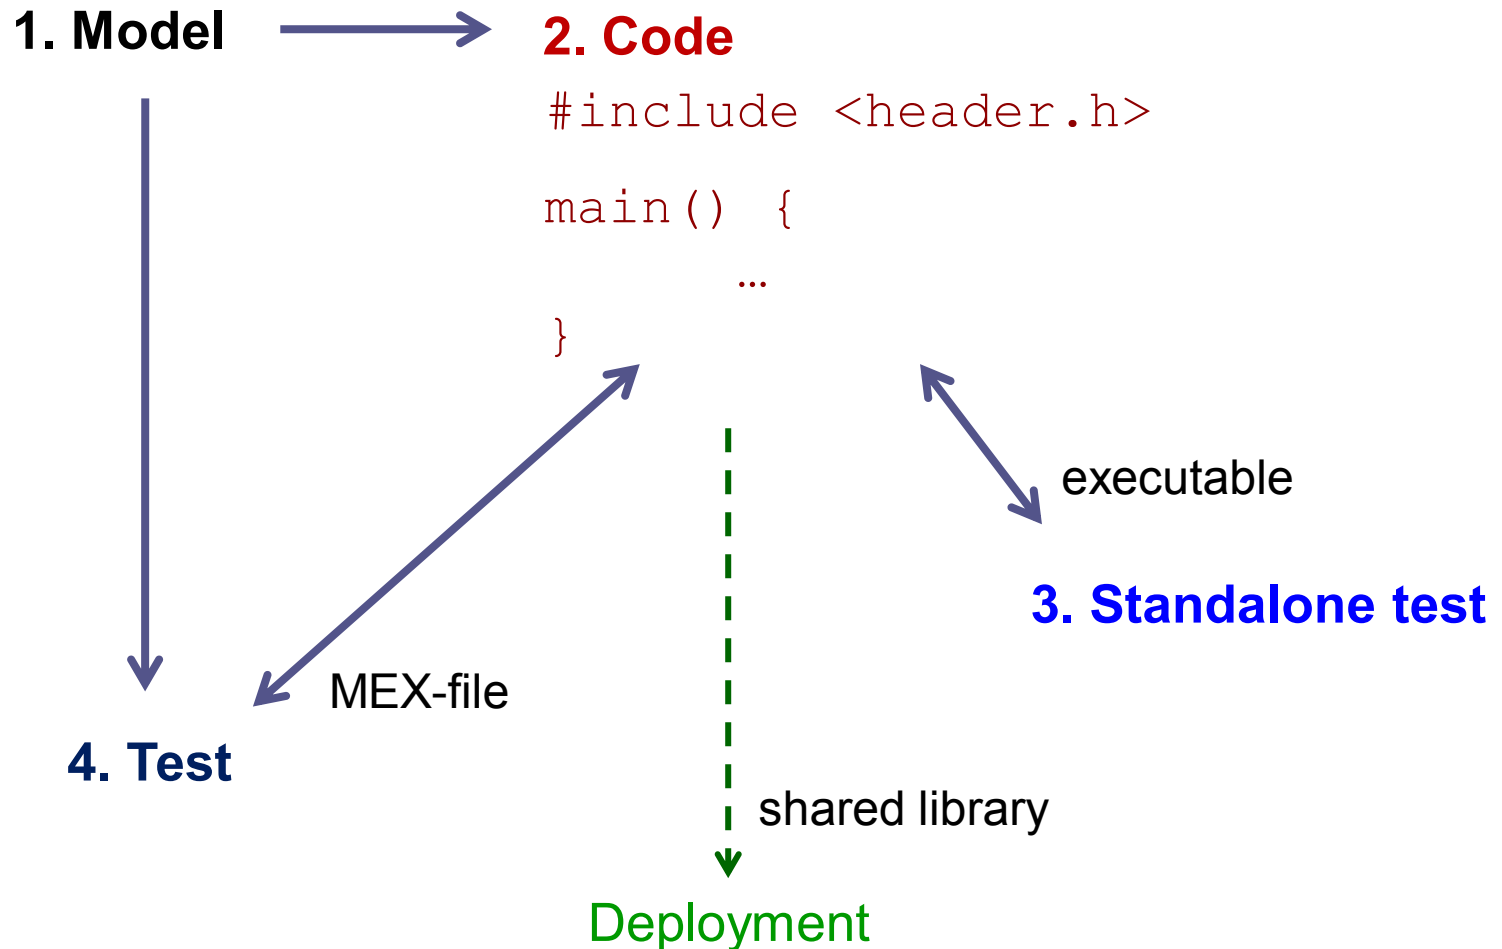 1. Model
2. Code
#include <header.h>
main() {
…
}
executable
3. Standalone test
MEX-file
4. Test
shared library
Deployment